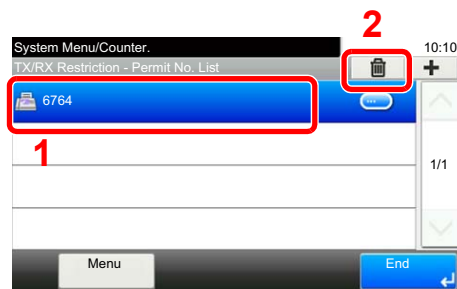 2
System Menu/Counter.
10:10
TX/RX Restriction - Permit No. List
6764
1
1/1
Menu
End